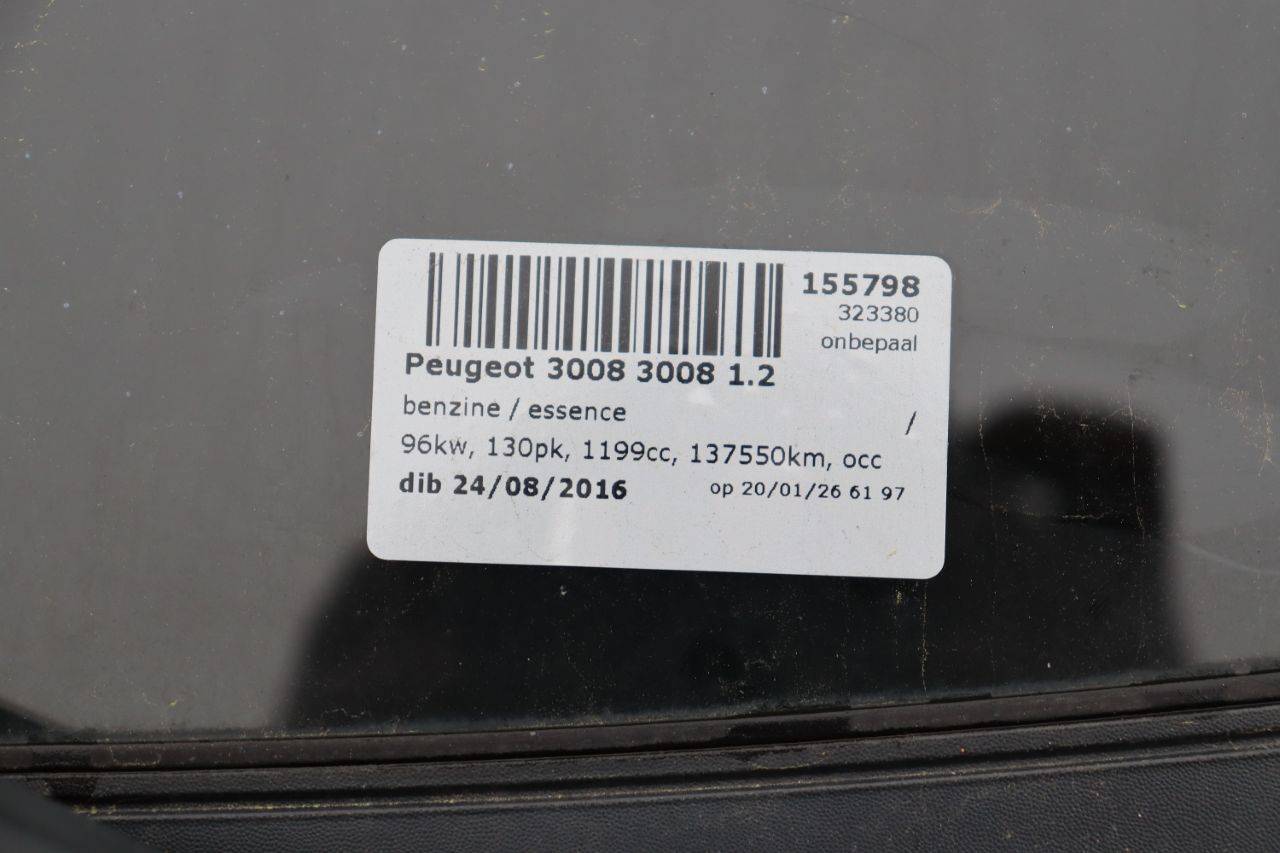 155798
323380
onbepaal
Peugeot 3008 3008 1.2
benzine / essence /
96kw, 130pk, 1199cc, 137550km, occ
dib 24/08/2016 op 20/01/26 61 97